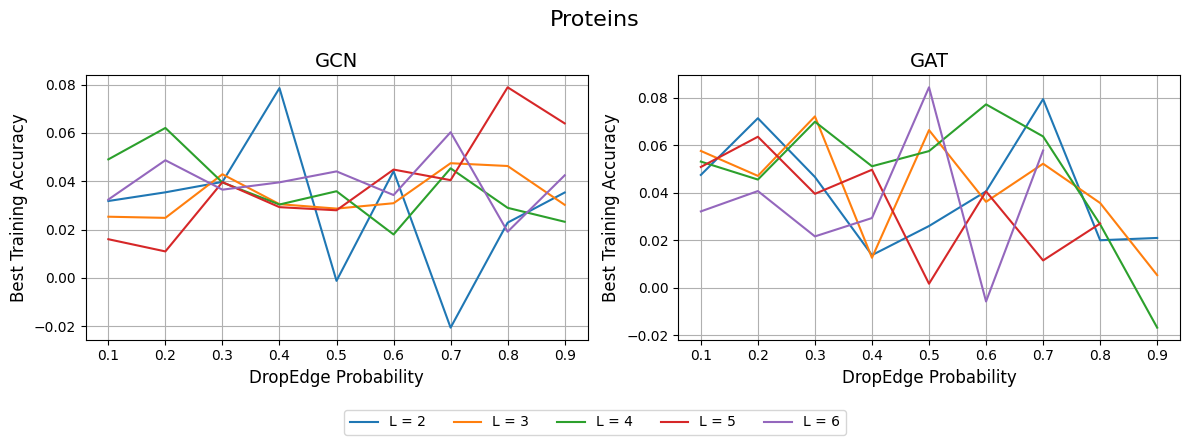 Proteins
GCN
Best Training Accuracy
0.08
0.06
0.04
0.02
0.00
−0.02
0.1 0.2 0.3 0.4 0.5 0.6 0.7 0.8 0.9
DropEdge Probability
GAT
Best Training Accuracy
0.08
0.06
0.04
0.02
0.00
−0.02
0.1 0.2 0.3 0.4 0.5 0.6 0.7 0.8 0.9
DropEdge Probability
L = 2 L = 3 L = 4 L = 5 L = 6